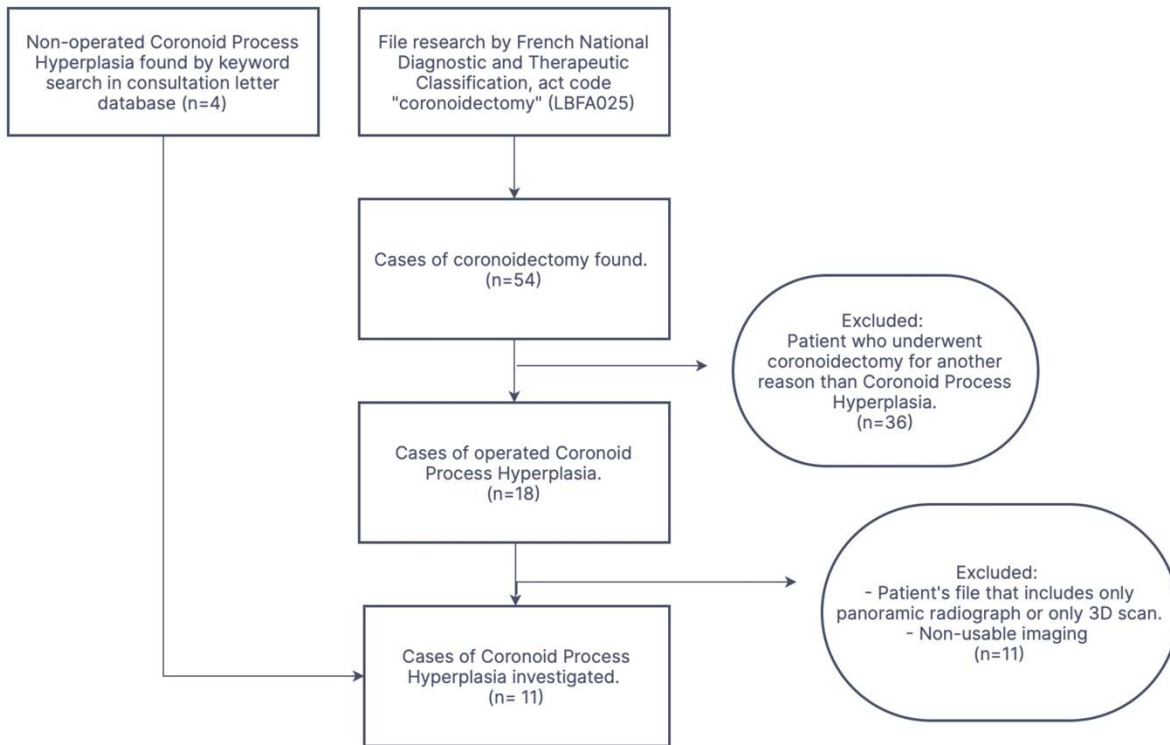 Non-operated Coronoid Process
Hyperplasia found by keyword
search in consultation letter
database (n=4)
File research by French National
Diagnostic and Therapeutic
Classification, act code
"coronoidectomy" (LBFA025)
Cases of coronoidectomy found.
(n=54)
Excluded:
Patient who underwent
coronoidectomy for another
reason than Coronoid Process
Hyperplasia.
(n=36)
Cases of operated Coronoid
Process Hyperplasia.
(n=18)
Excluded:
- Patient's file that includes only
panoramic radiograph or only 3D scan.
- Non-usable imaging
(n=11)
Cases of Coronoid Process
Hyperplasia investigated.
(n= 11)